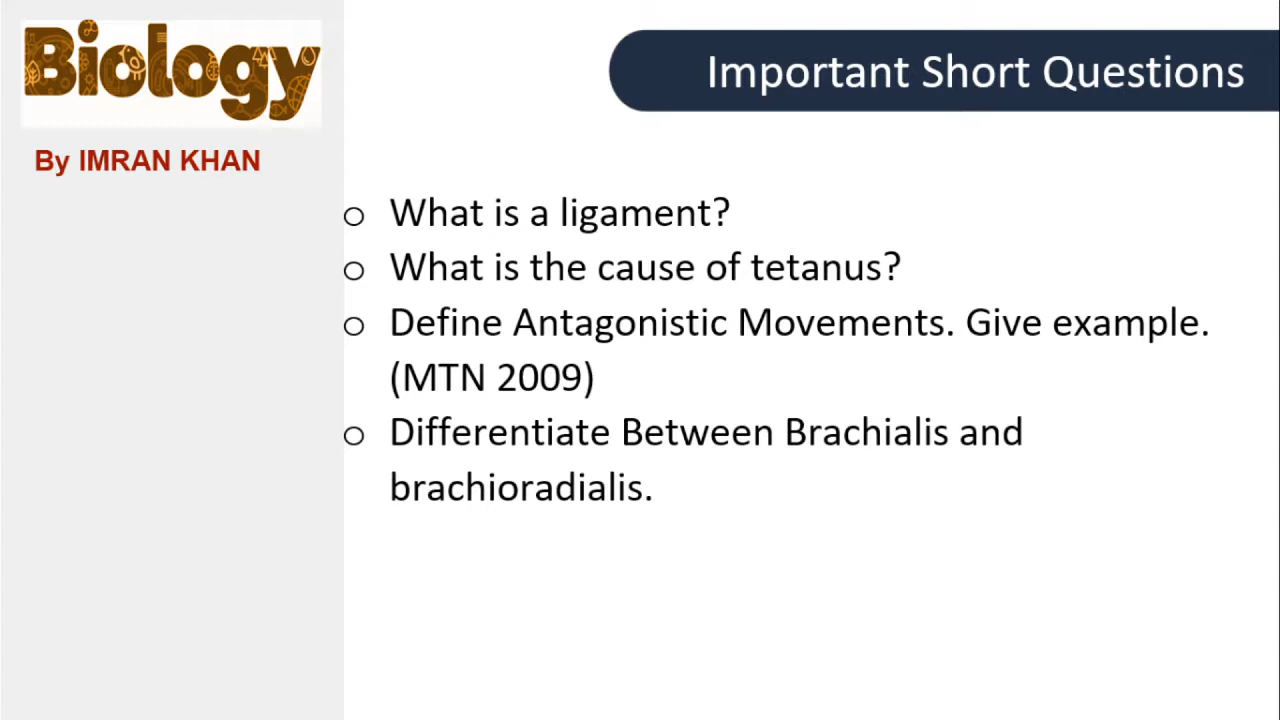 Biology
By IMRAN KHAN
Important Short Questions
o What is a ligament?
o What is the cause of tetanus?
o Define Antagonistic Movements. Give example.
(MTN 2009)
o Differentiate Between Brachialis and
brachioradialis.